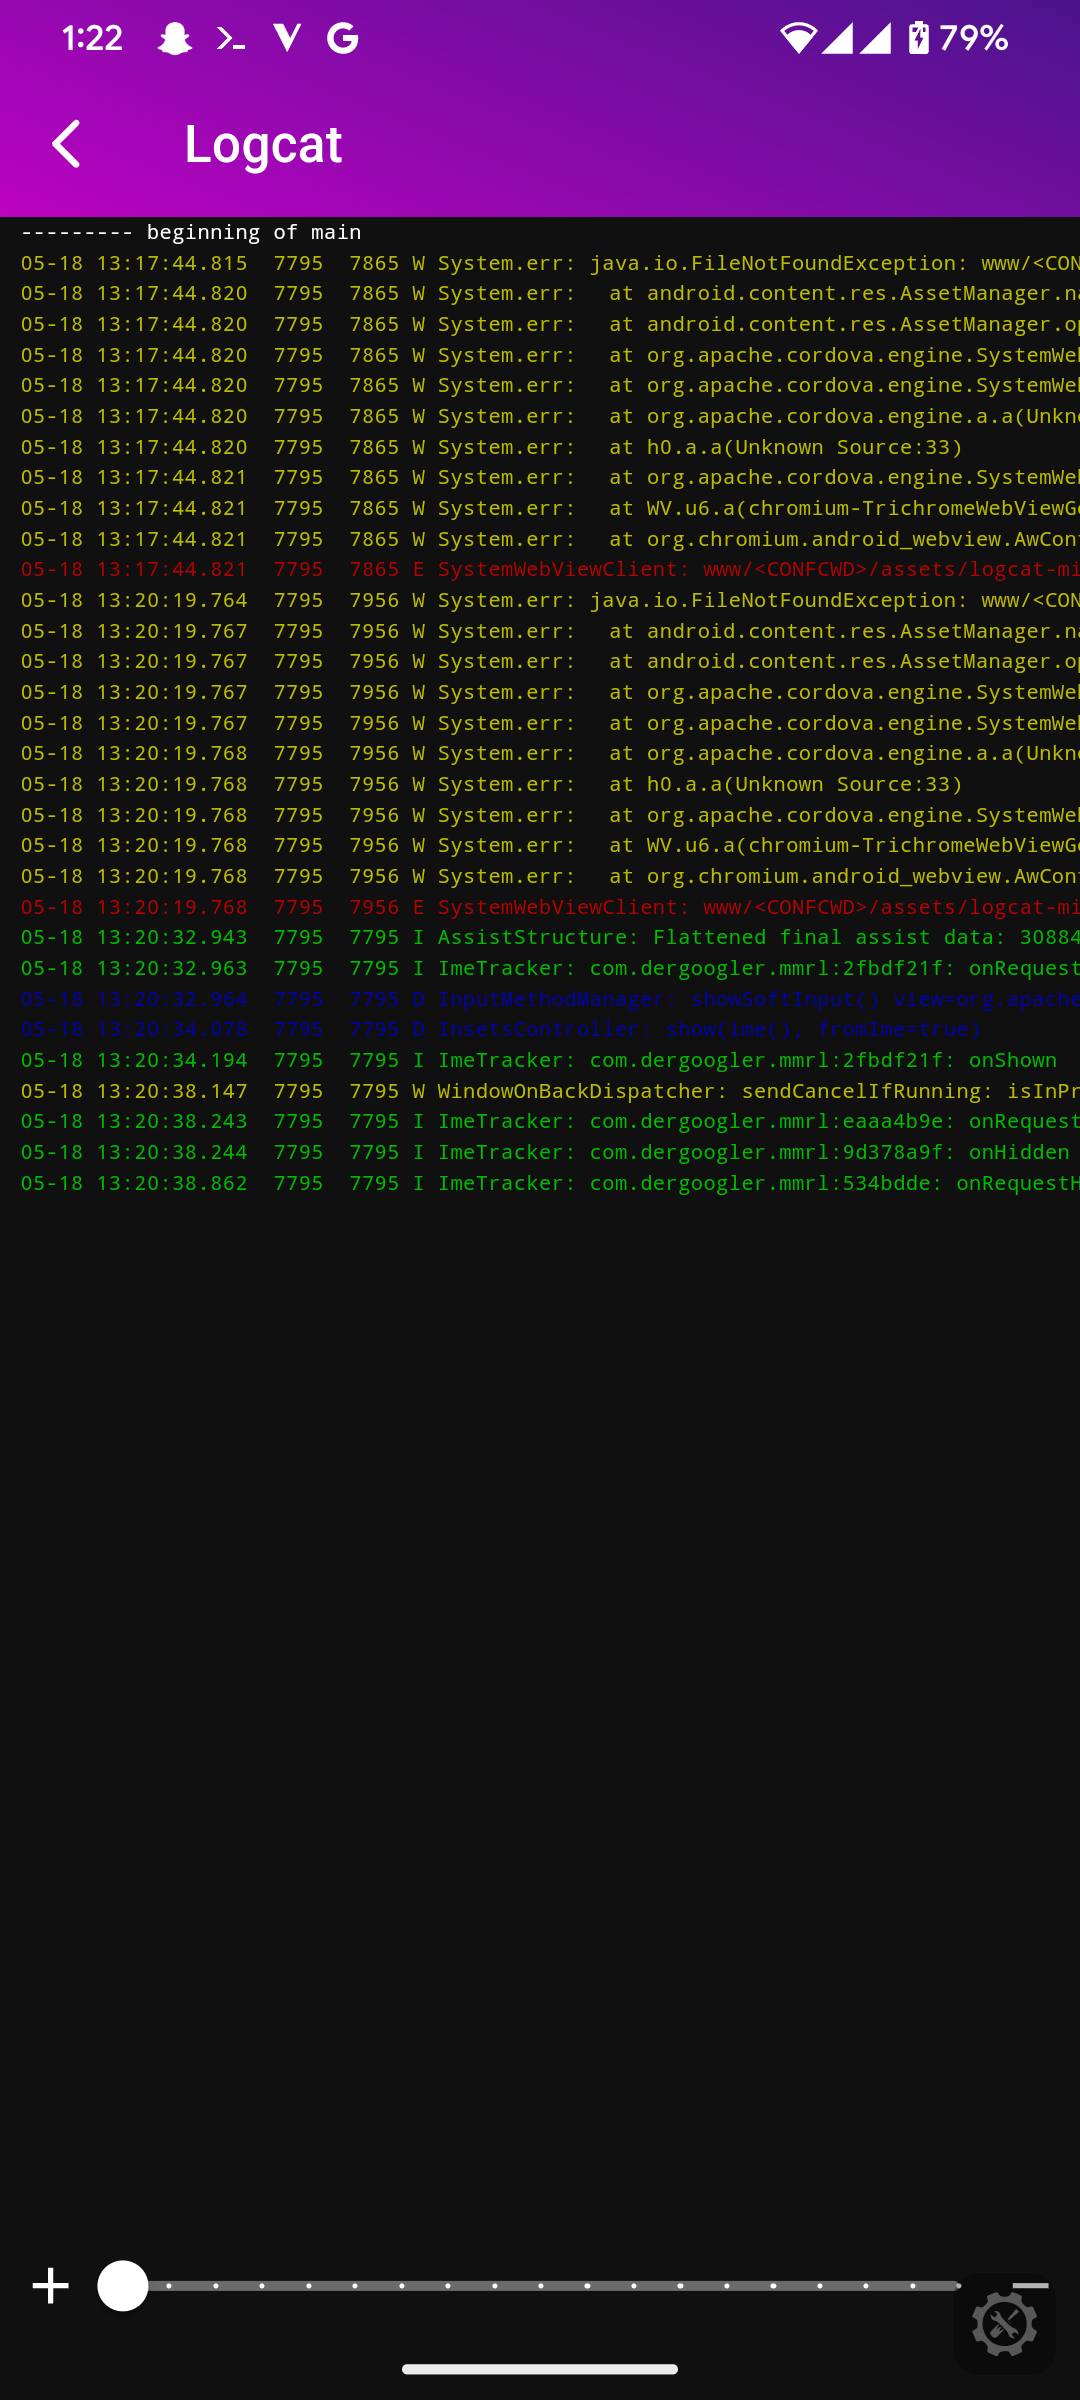 1:22 79%
Logcat
--------- beginning of main
05-18 13:17:44.815  7795  7865 W System.err: java.io.FileNotFoundException: www/<CON
05-18 13:17:44.820  7795  7865 W System.err:   at android.content.res.AssetManager.na
05-18 13:17:44.820  7795  7865 W System.err:   at android.content.res.AssetManager.op
05-18 13:17:44.820  7795  7865 W System.err:   at org.apache.cordova.engine.SystemWeb
05-18 13:17:44.820  7795  7865 W System.err:   at org.apache.cordova.engine.SystemWeb
05-18 13:17:44.820  7795  7865 W System.err:   at org.apache.cordova.engine.a.a(Unkno
05-18 13:17:44.820  7795  7865 W System.err:   at h0.a.a(Unknown Source:33)
05-18 13:17:44.821  7795  7865 W System.err:   at org.apache.cordova.engine.SystemWeb
05-18 13:17:44.821  7795  7865 W System.err:   at WV.u6.a(chromium-TrichromeWebViewGo
05-18 13:17:44.821  7795  7865 W System.err:   at org.chromium.android_webview.AwCont
05-18 13:17:44.821  7795  7865 E SystemWebViewClient: www/<CONFCWD>/assets/logcat-mi
05-18 13:20:19.764  7795  7956 W System.err: java.io.FileNotFoundException: www/<CON
05-18 13:20:19.767  7795  7956 W System.err:   at android.content.res.AssetManager.na
05-18 13:20:19.767  7795  7956 W System.err:   at android.content.res.AssetManager.op
05-18 13:20:19.767  7795  7956 W System.err:   at org.apache.cordova.engine.SystemWeb
05-18 13:20:19.767  7795  7956 W System.err:   at org.apache.cordova.engine.SystemWeb
05-18 13:20:19.768  7795  7956 W System.err:   at org.apache.cordova.engine.a.a(Unkno
05-18 13:20:19.768  7795  7956 W System.err:   at h0.a.a(Unknown Source:33)
05-18 13:20:19.768  7795  7956 W System.err:   at org.apache.cordova.engine.SystemWeb
05-18 13:20:19.768  7795  7956 W System.err:   at WV.u6.a(chromium-TrichromeWebViewGo
05-18 13:20:19.768  7795  7956 W System.err:   at org.chromium.android_webview.AwCont
05-18 13:20:19.768  7795  7956 E SystemWebViewClient: www/<CONFCWD>/assets/logcat-mi
05-18 13:20:32.943  7795  7795 I AssistStructure: Flattened final assist data: 30884
05-18 13:20:32.963  7795  7795 I ImeTracker: com.dergoogler.mmrl:2fbdf21f: onRequest
05-18 13:20:32.964  7795  7795 D InputMethodManager: showSoftInput() view=org.apache
05-18 13:20:34.078  7795  7795 D InsetsController: show(ime(), fromIme=true)
05-18 13:20:34.194  7795  7795 I ImeTracker: com.dergoogler.mmrl:2fbdf21f: onShown
05-18 13:20:38.147  7795  7795 W WindowOnBackDispatcher: sendCancelIfRunning: isInPr
05-18 13:20:38.243  7795  7795 I ImeTracker: com.dergoogler.mmrl:eaaa4b9e: onRequest
05-18 13:20:38.244  7795  7795 I ImeTracker: com.dergoogler.mmrl:9d378a9f: onHidden
05-18 13:20:38.862  7795  7795 I ImeTracker: com.dergoogler.mmrl:534bdde: onRequestH